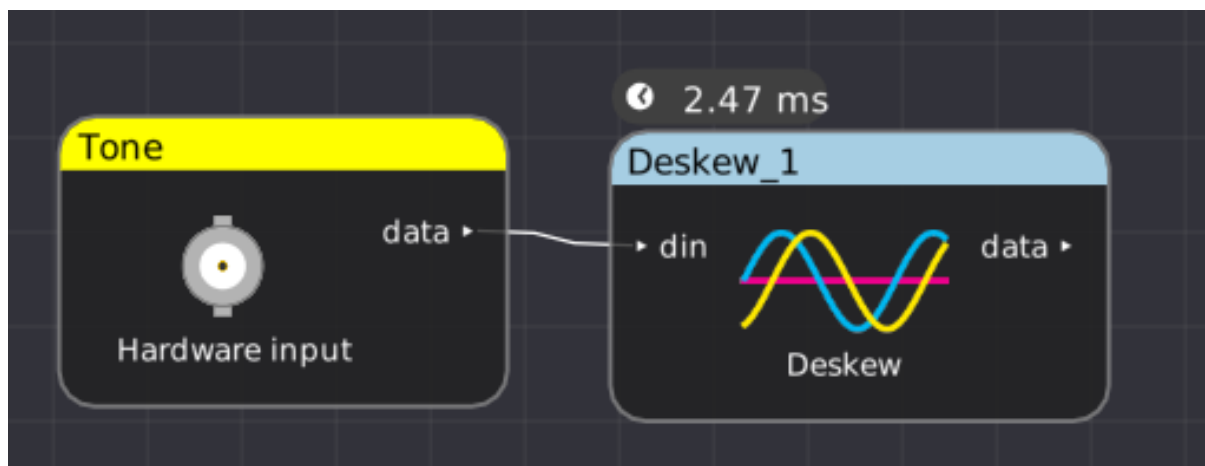 Tone
data
Hardware input
2.47 ms
Deskew_1
din
data
Deskew